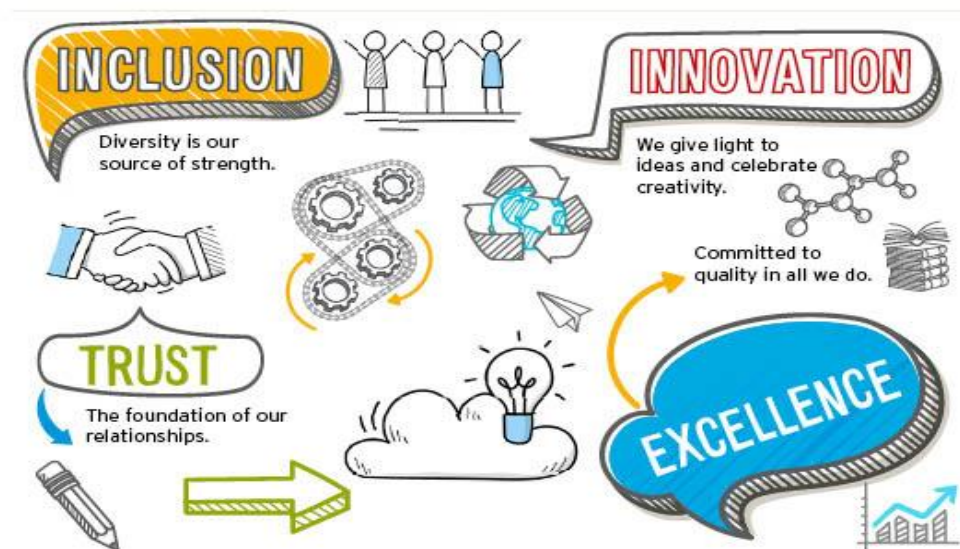 INCLUSION
Diversity is our
source of strength.
INNOVATION
We give light to
ideas and celebrate
creativity.
Committed to
quality in all we do.
TRUST
The foundation of our
relationships.
EXCELLENCE